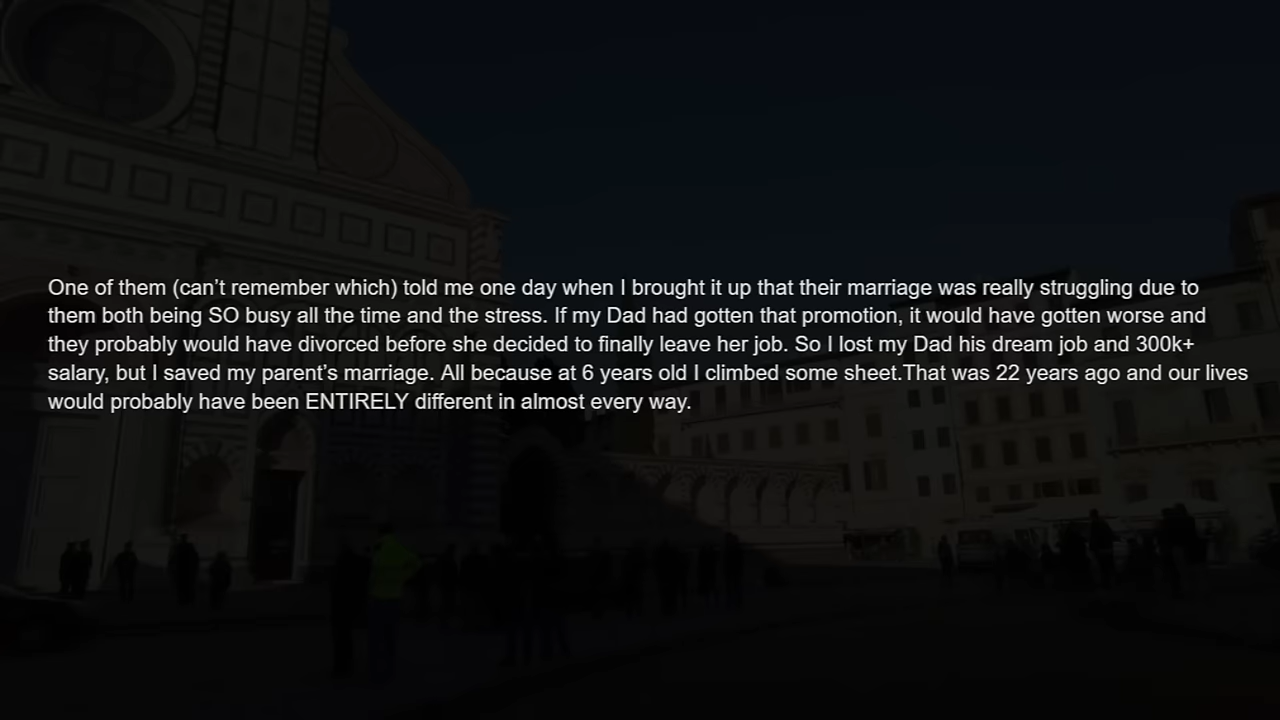 One of them (can’t remember which) told me one day when I brought it up that their marriage was really struggling due to
them both being SO busy all the time and the stress. If my Dad had gotten that promotion, it would have gotten worse and
they probably would have divorced before she decided to finally leave her job. So I lost my Dad his dream job and 300k+
salary, but I saved my parent’s marriage. All because at 6 years old I climbed some sheet.That was 22 years ago and our lives
would probably have been ENTIRELY different in almost every way.